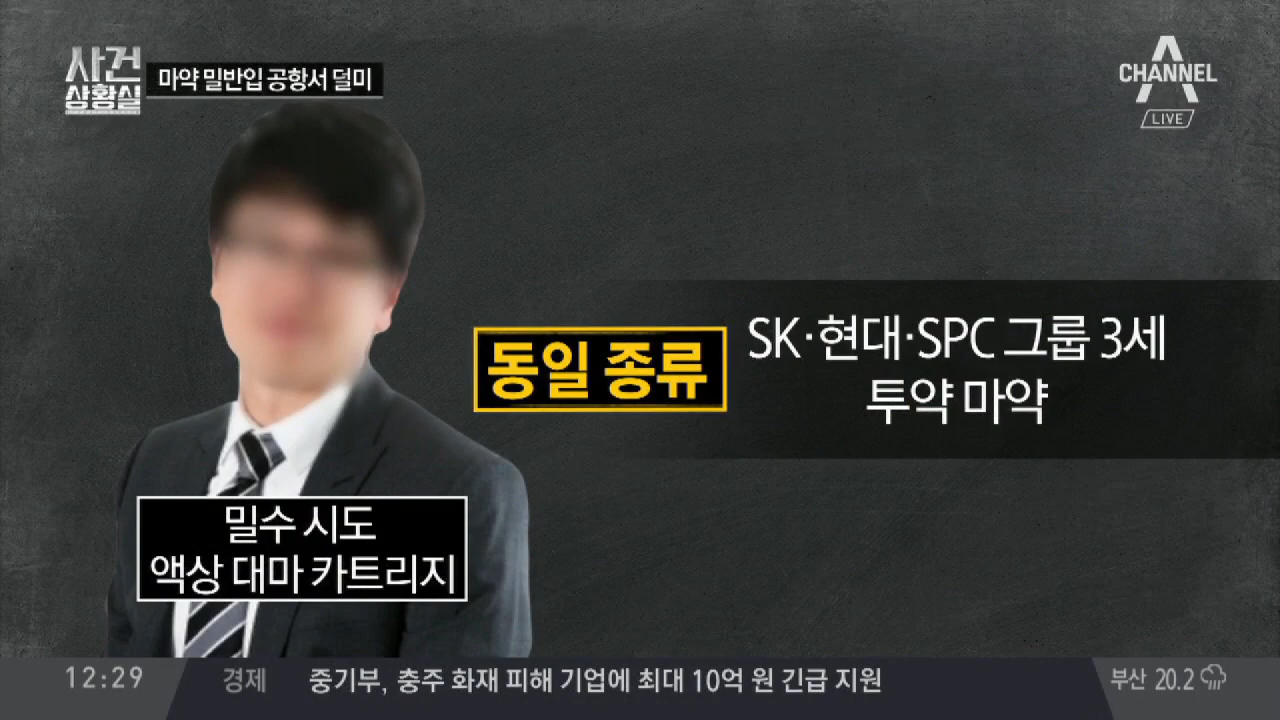 사건
상황실
마약 밀반입 공항서 덜미
CHANNEL
A
LIVE
동일 종류
SK·현대·SPC 그룹 3세
투약 마약
밀수 시도
액상 대마 카트리지
12:29
경제
중기부, 충주 화재 피해 기업에 최대 10억 원 긴급 지원
부산 20.2